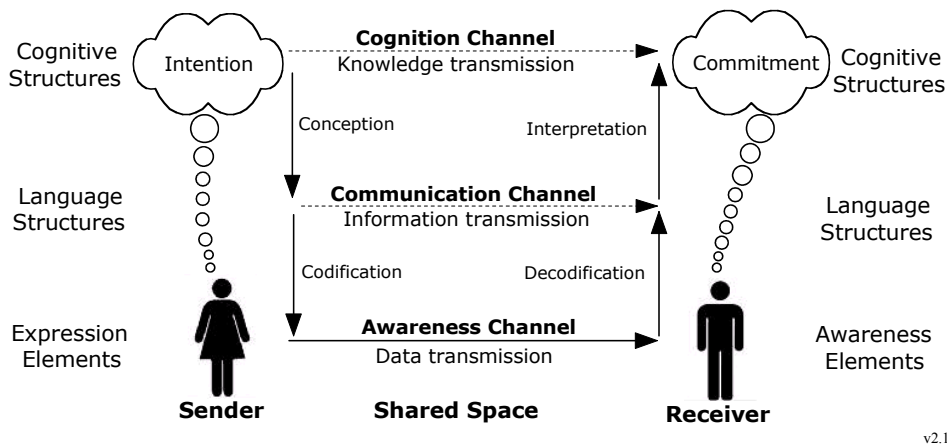 Cognitive
Structures
Intention
Cognition Channel
Knowledge transmission
Commitment
Cognitive
Structures
Conception
Interpretation
Language
Structures
Communication Channel
Information transmission
Language
Structures
Codification
Decodification
Expression
Elements
Awareness Channel
Data transmission
Awareness
Elements
Sender
Shared Space
Receiver
v2.1